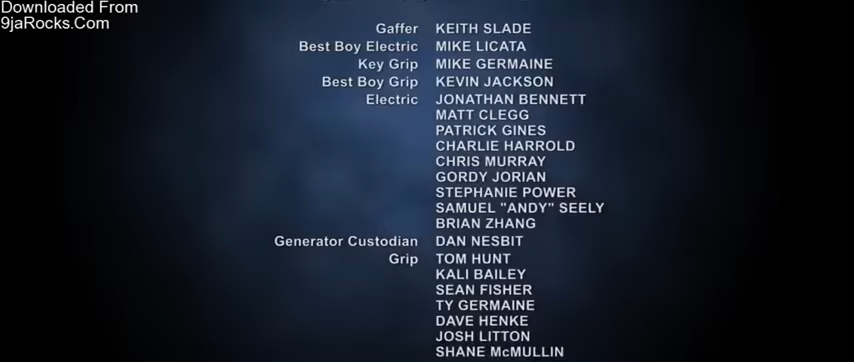 Downloaded From
9jaRocks.Com
Gaffer KEITH SLADE
Best Boy Electric MIKE LICATA
Key Grip MIKE GERMAINE
Best Boy Grip KEVIN JACKSON
Electric JONATHAN BENNETT
MATT CLEGG
PATRICK GINES
CHARLIE HARROLD
CHRIS MURRAY
GORDY JORIAN
STEPHANIE POWER
SAMUEL "ANDY" SEELY
BRIAN ZHANG
Generator Custodian DAN NESBIT
Grip TOM HUNT
KALI BAILEY
SEAN FISHER
TY GERMAINE
DAVE HENKE
JOSH LITTON
SHANE McMULLIN